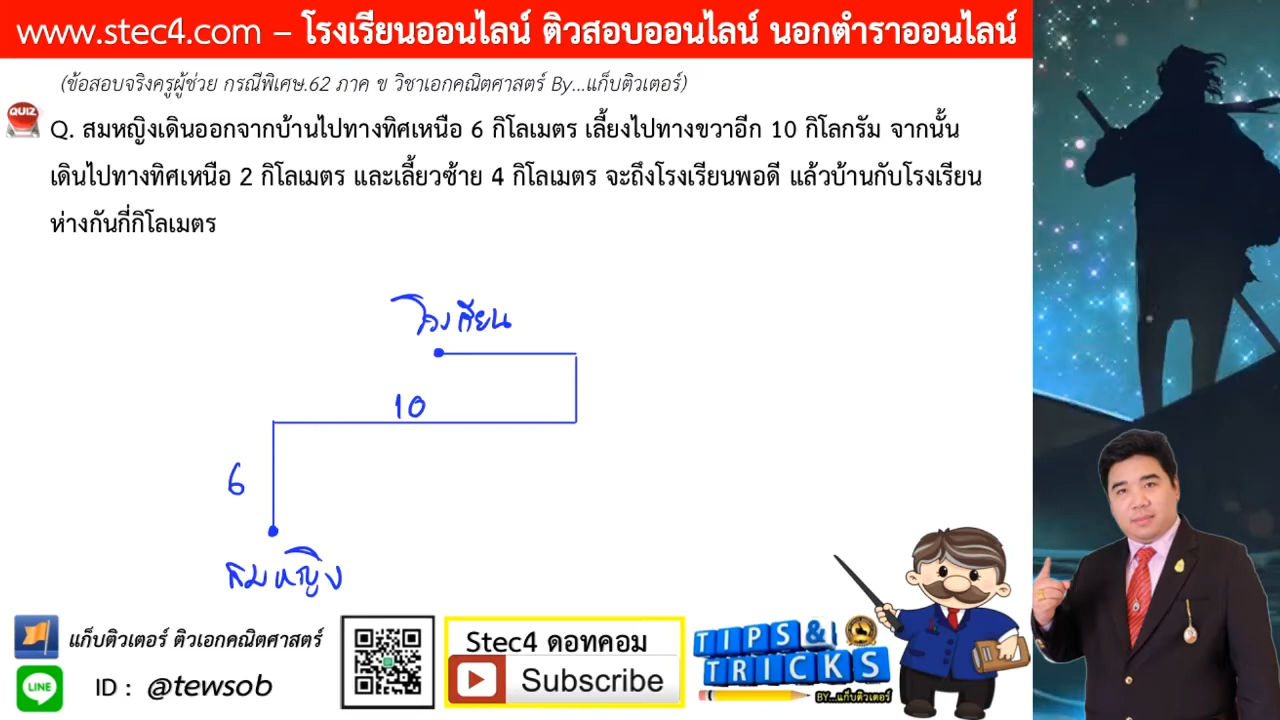 www.stec4.com – โรงเรียนออนไลน์ ติวสอบออนไลน์ นอกตำราออนไลน์
(ข้อสอบจริงครูผู้ช่วย กรณีพิเศษ.62 ภาค ข วิชาเอกคณิตศาสตร์ By...แก็บติวเตอร์)
QUIZ
Q. สมหญิงเดินออกจากบ้านไปทางทิศเหนือ 6 กิโลเมตร เลี้ยงไปทางขวาอีก 10 กิโลกรัม จากนั้น
เดินไปทางทิศเหนือ 2 กิโลเมตร และเลี้ยวซ้าย 4 กิโลเมตร จะถึงโรงเรียนพอดี แล้วบ้านกับโรงเรียน
ห่างกันกี่กิโลเมตร
โรงเรียน
10
6
สมหญิง
แก็บติวเตอร์ ติวเอกคณิตศาสตร์
LINE
ID : @tewsob
Stec4 ดอทคอม
Subscribe
TIPS &
TRICKS
BY...แก็บติวเตอร์